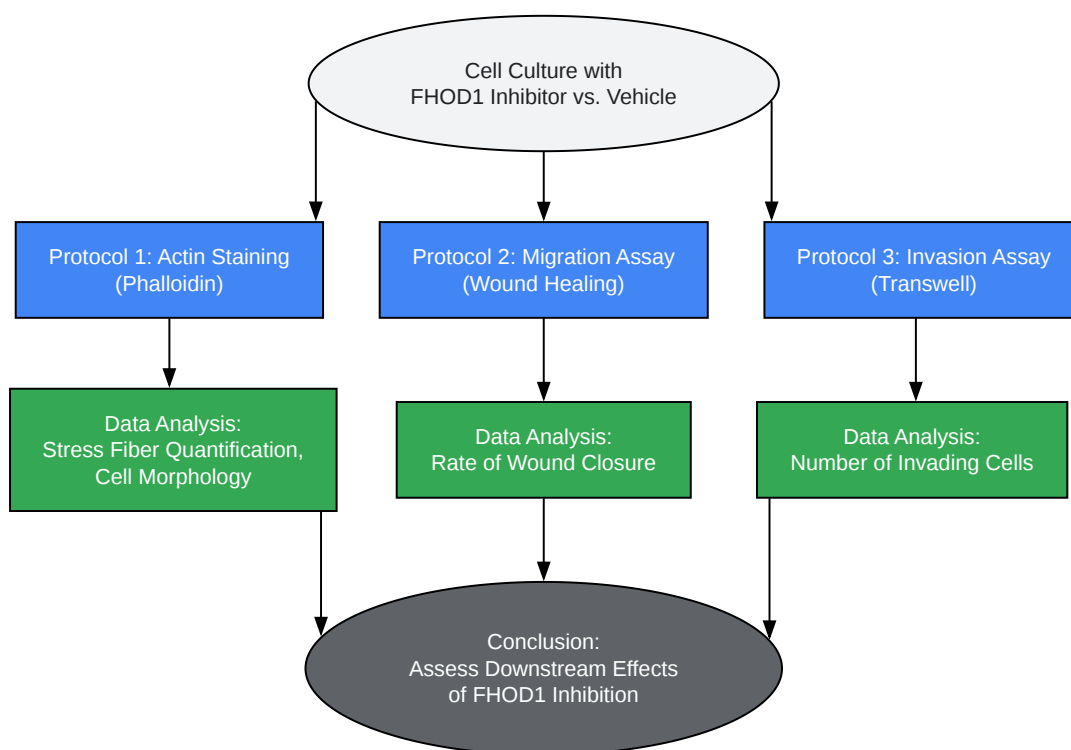 Cell Culture with
FHOD1 Inhibitor vs. Vehicle
Protocol 1: Actin Staining
(Phalloidin)
Protocol 2: Migration Assay
(Wound Healing)
Protocol 3: Invasion Assay
(Transwell)
Data Analysis:
Stress Fiber Quantification,
Cell Morphology
Data Analysis:
Rate of Wound Closure
Data Analysis:
Number of Invading Cells
Conclusion:
Assess Downstream Effects
of FHOD1 Inhibition